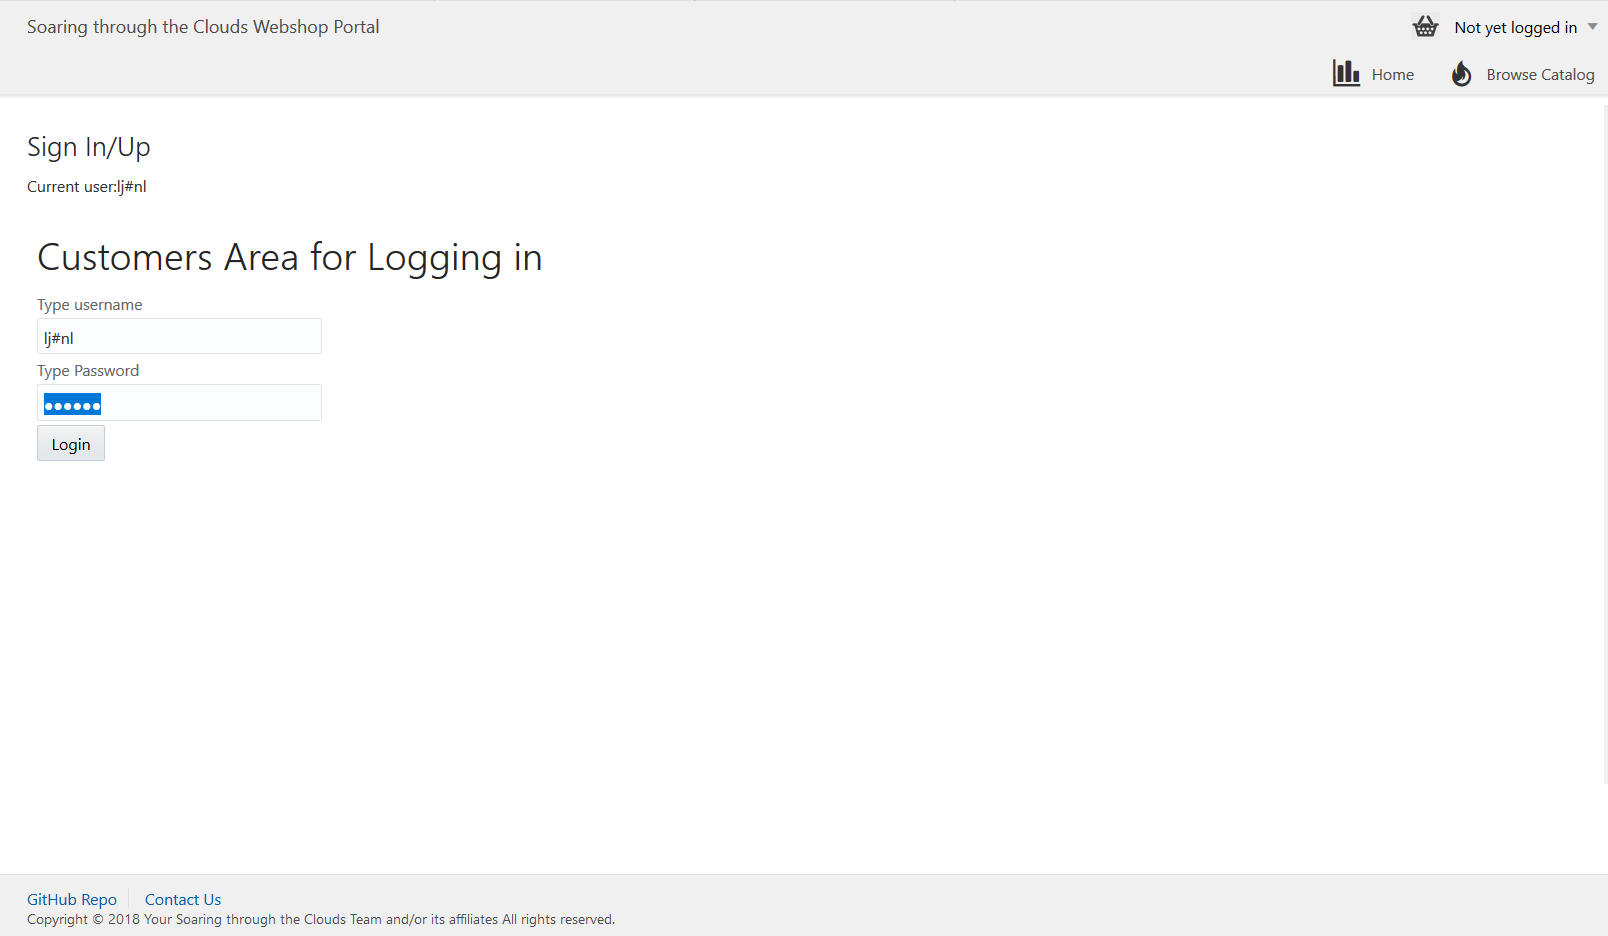 Soaring through the Clouds Webshop Portal
Not yet logged in
Home
Browse Catalog
Sign In/Up
Current user:lj#nl
Customers Area for Logging in
Type username
lj#nl
Type Password
••••••
Login
GitHub Repo
Contact Us
Copyright © 2018 Your Soaring through the Clouds Team and/or its affiliates All rights reserved.